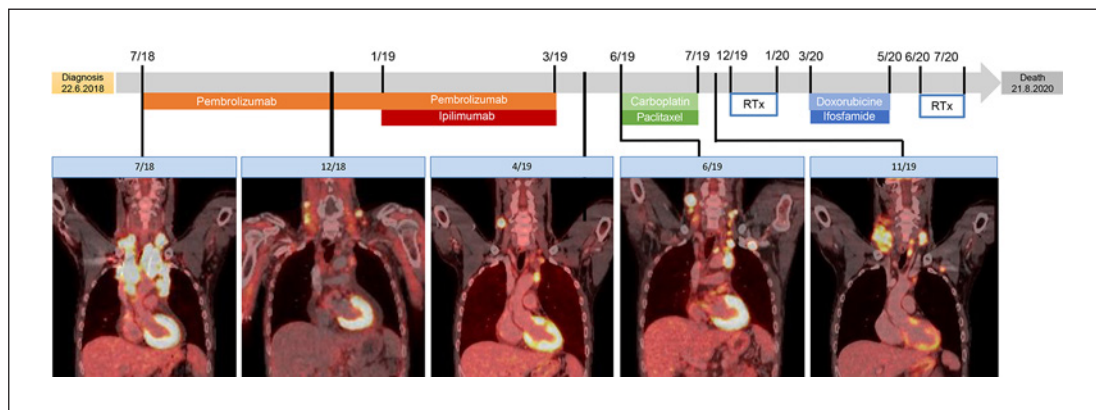 7/18
1/19
3/19
6/19
7/19
12/19
1/20
3/20
5/20
6/20
7/20
Diagnosis
22.6.2018
Death
21.8.2020
Pembrolizumab
Pembrolizumab
Ipilimumab
Carboplatin
Paclitaxel
RTx
Doxorubicine
Ifosfamide
RTx
7/18
12/18
4/19
6/19
11/19